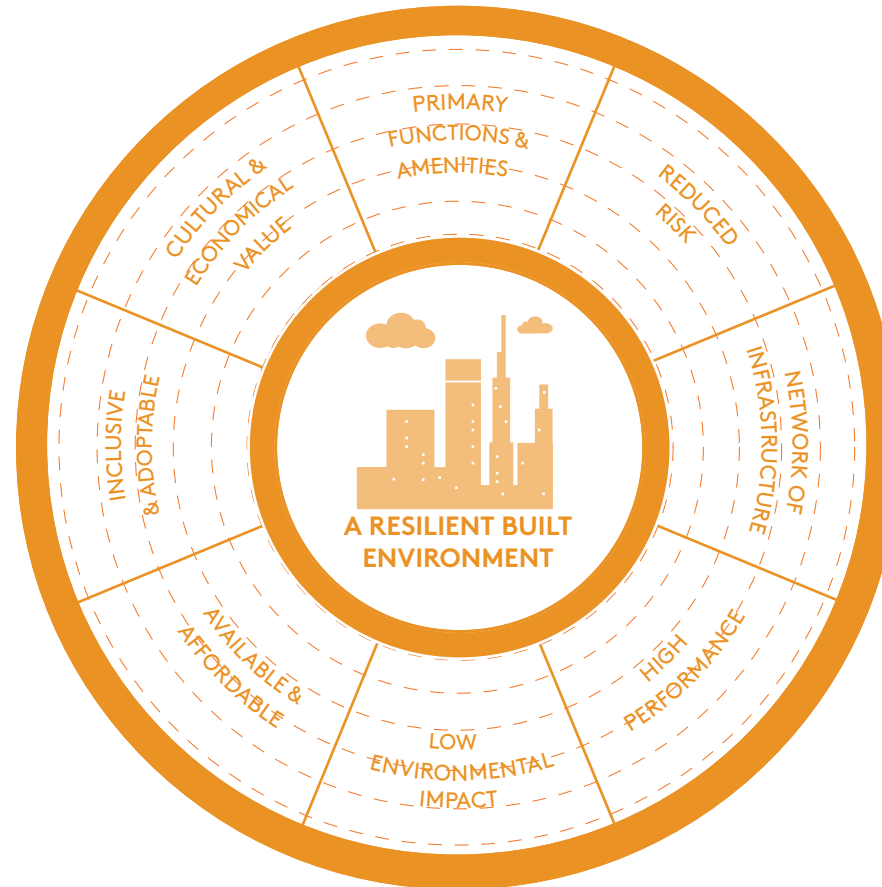 PRIMARY
FUNCTIONS &
AMENITIES
REDUCED
RISK
NETWORK OF
INFRASTRUCTURE
HIGH
PERFORMANCE
LOW
ENVIRONMENTAL
IMPACT
AVAILABLE &
AFFORDABLE
INCLUSIVE
& ADOPTABLE
CULTURAL &
ECONOMICAL
VALUE
A RESILIENT BUILT
ENVIRONMENT